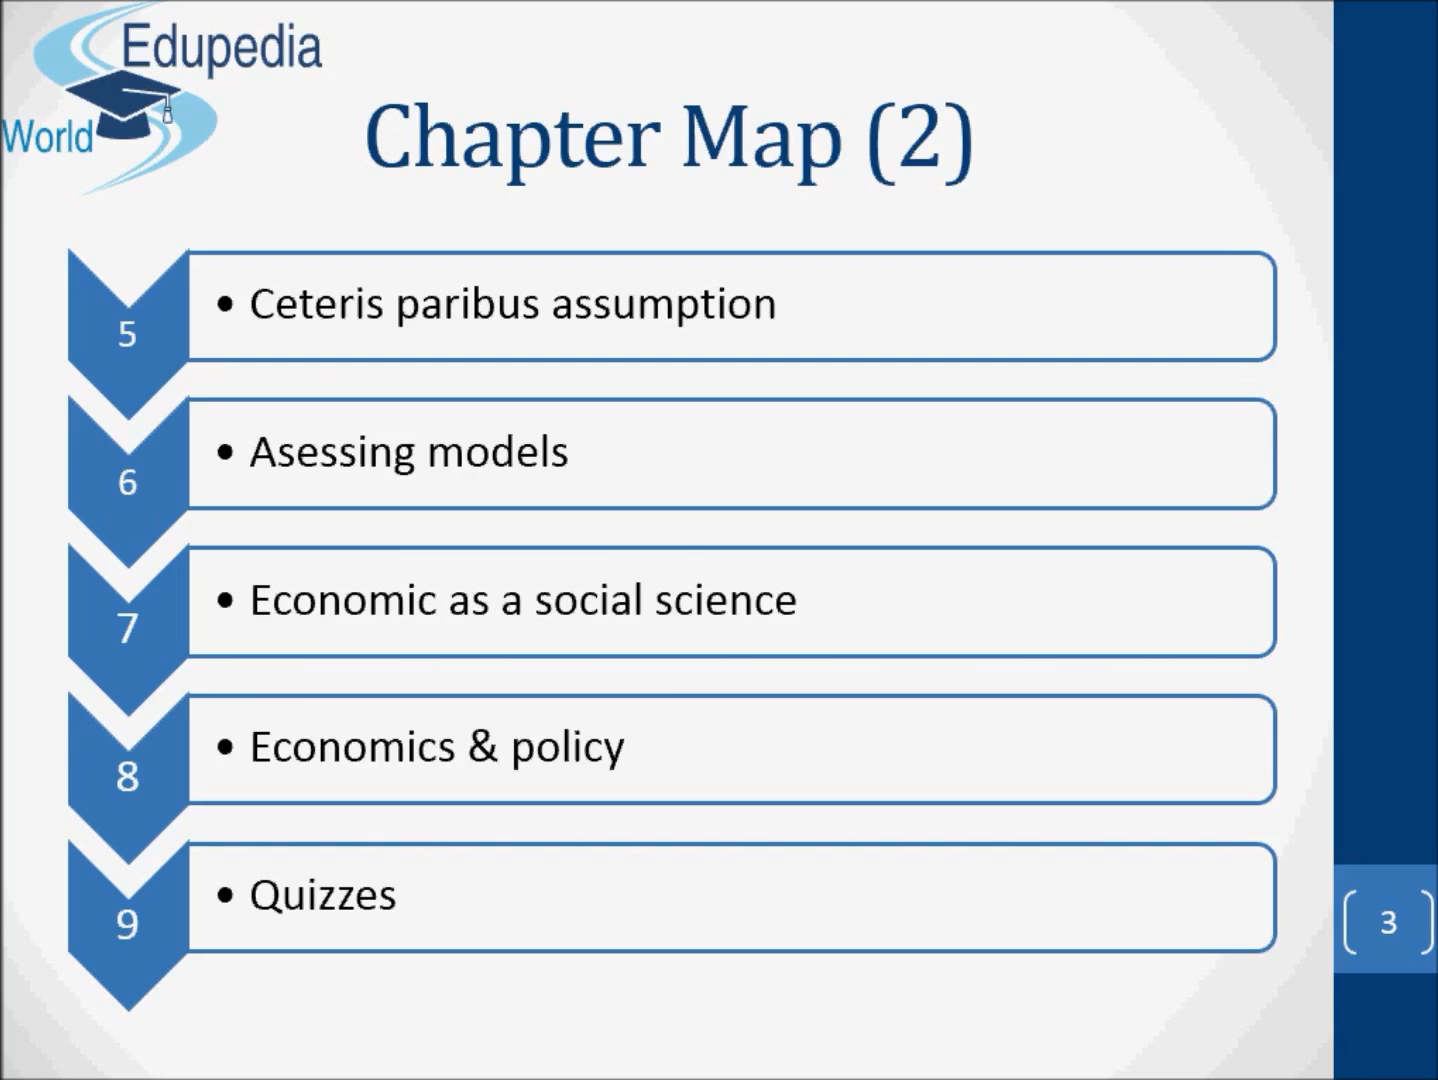 Edupedia
World
Chapter Map (2)
5
• Ceteris paribus assumption
6
• Asessing models
7
• Economic as a social science
8
• Economics & policy
9
• Quizzes
3